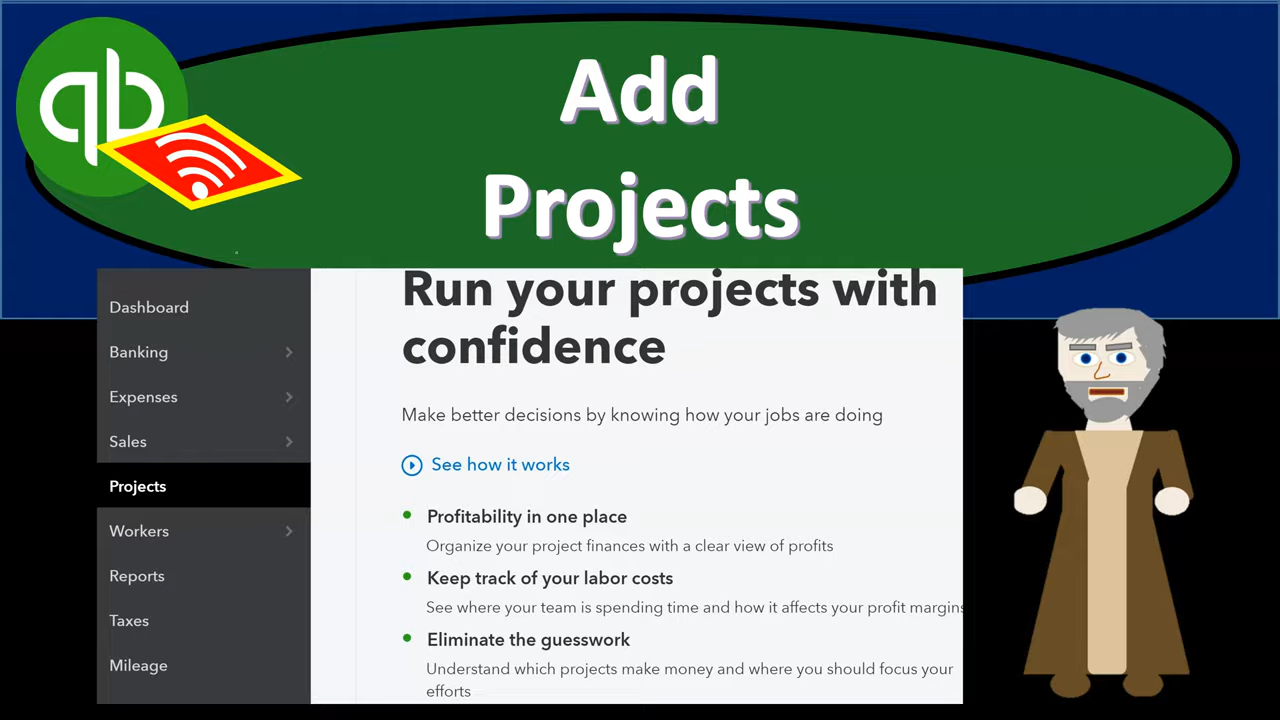 qb
Add
Projects
Dashboard
Banking
Expenses
Sales
Projects
Workers
Reports
Taxes
Mileage
Run your projects with
confidence
Make better decisions by knowing how your jobs are doing
See how it works
Profitability in one place
Organize your project finances with a clear view of profits
Keep track of your labor costs
See where your team is spending time and how it affects your profit margins
Eliminate the guesswork
Understand which projects make money and where you should focus your
efforts